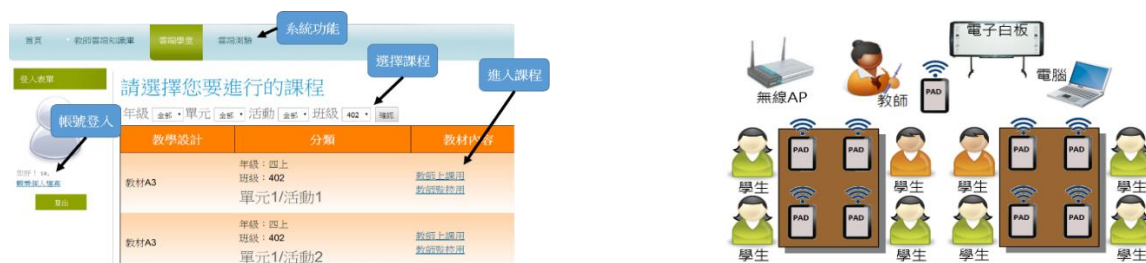 首頁 教師雲端知識庫 雲端學堂 雲端測驗
系統功能
登入表單
請選擇您要進行的課程
選擇課程
進入課程
年級 全部 單元 全部 活動 全部 班級 402 確認
帳號登入
教學設計 分類 教材內容
您好!
登出
年級：四上
教材A3 班級：402 教師上課用
教師監控用
單元1/活動1
年級：四上
教材A3 班級：402 教師上課用
教師監控用
單元1/活動2
電子白板
無線AP 教師 PAD 電腦
PAD PAD PAD PAD
學生 學生 學生 學生
PAD PAD PAD PAD
學生 學生 學生 學生